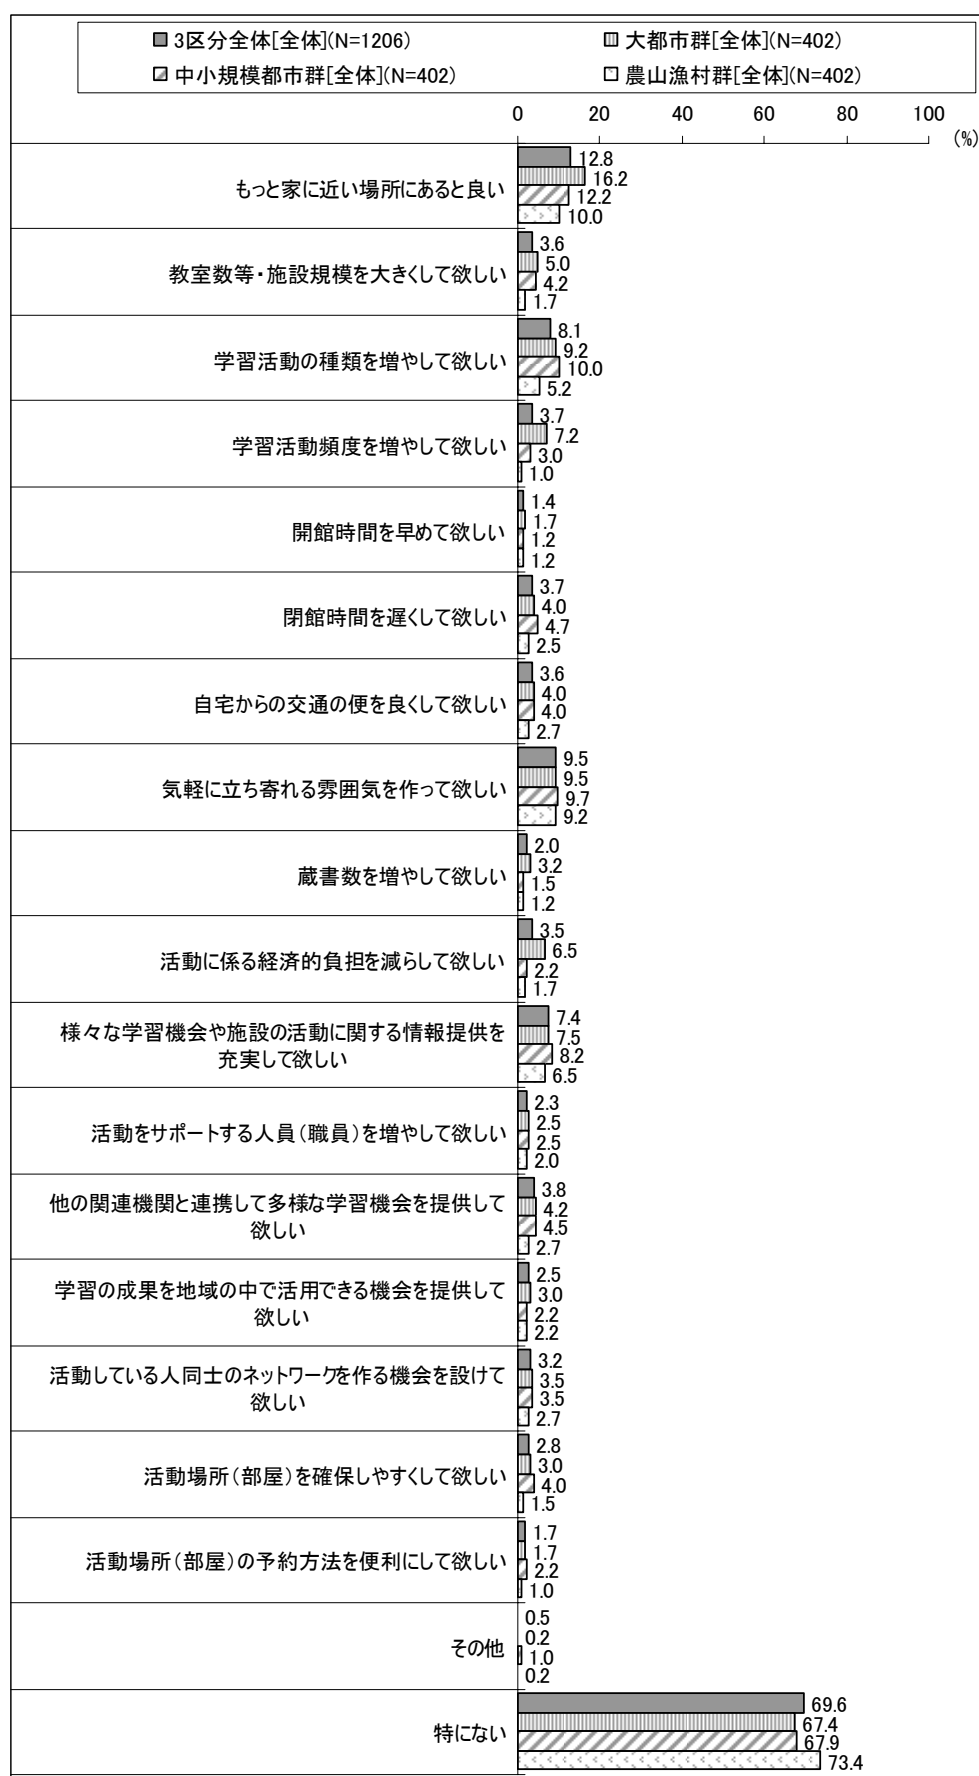 3区分全体[全体](N=1206)
大都市群[全体](N=402)
中小規模都市群[全体](N=402)
農山漁村群[全体](N=402)
0 20 40 60 80 100
(%)
もっと家に近い場所にあると良い
12.8
16.2
12.2
10.0
教室数等・施設規模を大きくして欲しい
3.6
5.0
4.2
1.7
学習活動の種類を増やして欲しい
8.1
9.2
10.0
5.2
学習活動頻度を増やして欲しい
3.7
7.2
3.0
1.0
開館時間を早めて欲しい
1.4
1.7
1.2
1.2
閉館時間を遅くして欲しい
3.7
4.0
4.7
2.5
自宅からの交通の便を良くして欲しい
3.6
4.0
4.0
2.7
気軽に立ち寄れる雰囲気を作って欲しい
9.5
9.5
9.7
9.2
蔵書数を増やして欲しい
2.0
3.2
1.5
1.2
活動に係る経済的負担を減らして欲しい
3.5
6.5
2.2
1.7
様々な学習機会や施設の活動に関する情報提供を
充実して欲しい
7.4
7.5
8.2
6.5
活動をサポートする人員(職員)を増やして欲しい
2.3
2.5
2.5
2.0
他の関連機関と連携して多様な学習機会を提供して
欲しい
3.8
4.2
4.5
2.7
学習の成果を地域の中で活用できる機会を提供して
欲しい
2.5
3.0
2.2
2.2
活動している人同士のネットワークを作る機会を設けて
欲しい
3.2
3.5
3.5
2.7
活動場所(部屋)を確保しやすくして欲しい
2.8
3.0
4.0
1.5
活動場所(部屋)の予約方法を便利にして欲しい
1.7
1.7
2.2
1.0
その他
0.5
0.2
1.0
0.2
特にない
69.6
67.4
67.9
73.4